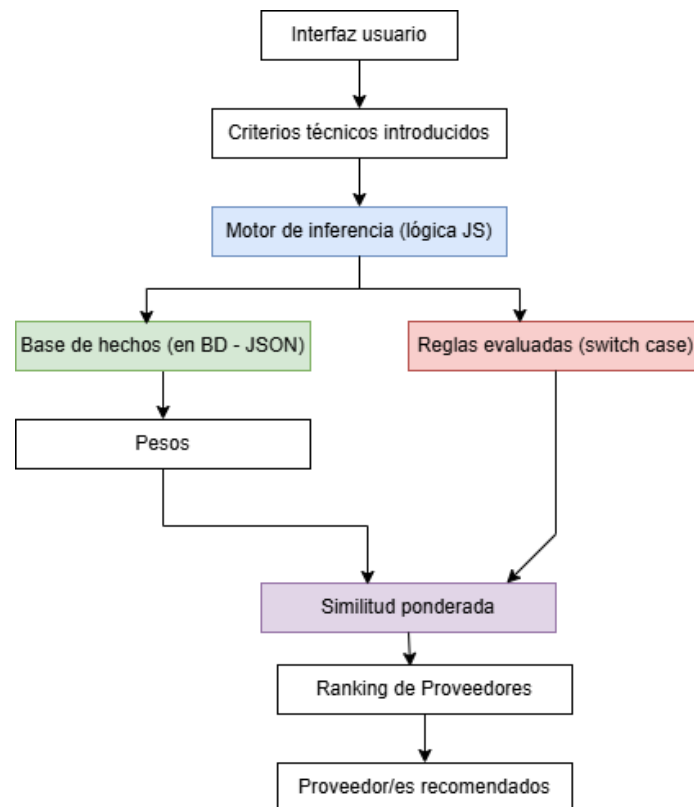 Interfaz usuario
Criterios técnicos introducidos
Motor de inferencia (lógica JS)
Base de hechos (en BD - JSON)
Reglas evaluadas (switch case)
Pesos
Similitud ponderada
Ranking de Proveedores
Proveedor/es recomendados